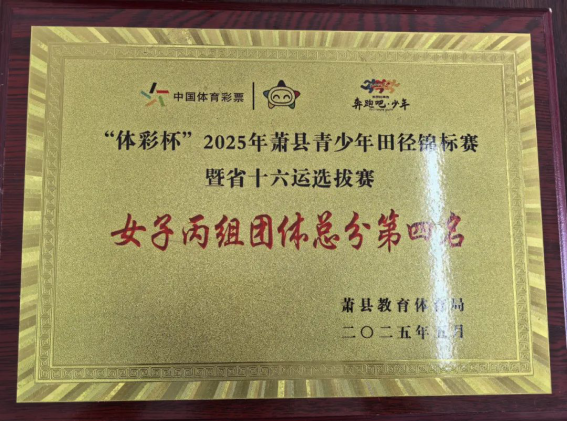 中国体育彩票
奔跑吧·少年
“体彩杯”2025年萧县青少年田径锦标赛
暨省十六运选拔赛
女子丙组团体总分第四名
萧县教育体育局
二〇二五年五月